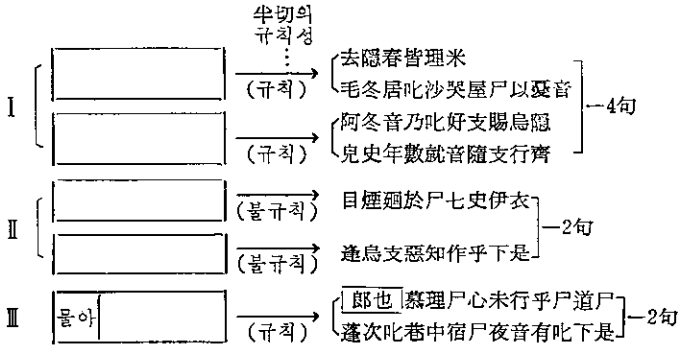 半切의
규칙성
去隱春皆理米
Ⅰ (규칙) 毛冬居叱沙哭屋尸以憂音
—4句
阿冬音乃叱好支賜烏隱
(규칙) 皃史年數就音隨支行齊
(불규칙) 目煙廻於尸七史伊衣
Ⅱ —2句
(불규칙) 逢烏支惡知作乎下是
Ⅲ 물아 郎也 慕理尸心未行乎尸道尸 —2句
(규칙) 蓬次叱巷中宿尸夜音有叱下是